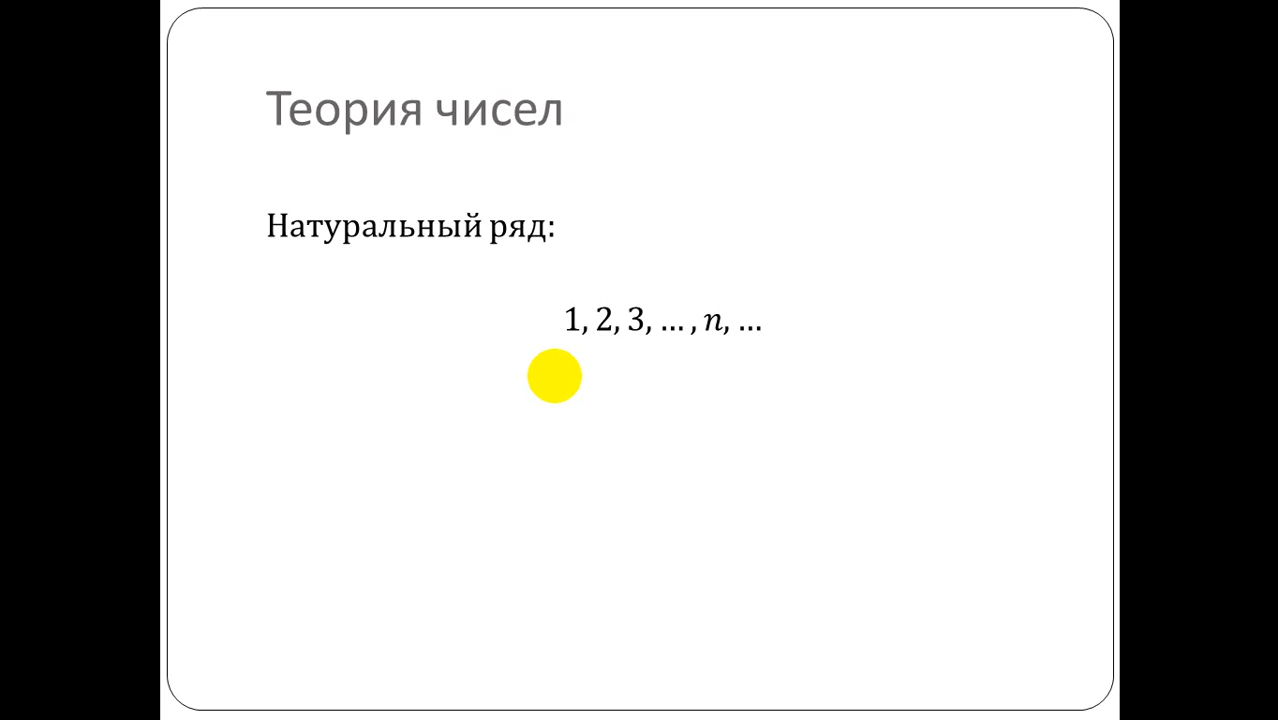 Теория чисел
Натуральный ряд:
1, 2, 3, … , n, …